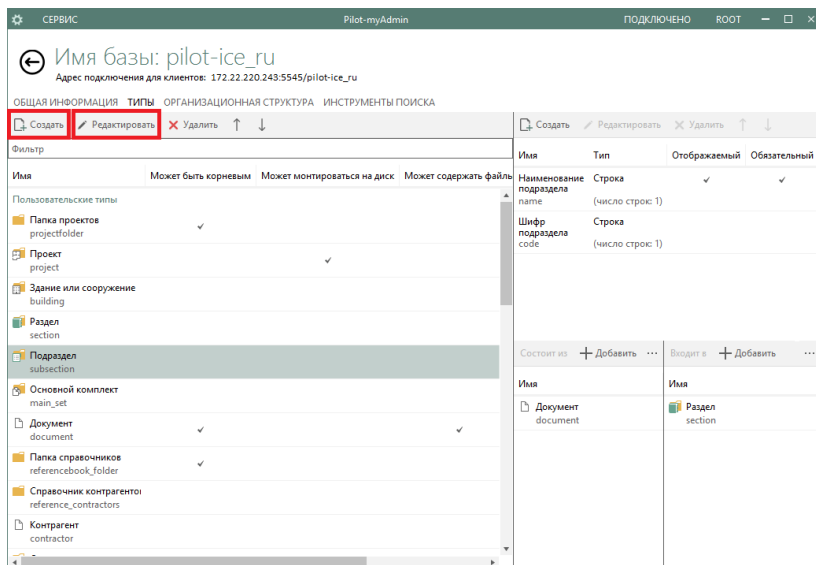 СЕРВИС Pilot-myAdmin ПОДКЛЮЧЕНО ROOT
Имя базы: pilot-ice_ru
Адрес подключения для клиентов: 172.22.220.243:5545/pilot-ice_ru
ОБЩАЯ ИНФОРМАЦИЯ ТИПЫ ОРГАНИЗАЦИОННАЯ СТРУКТУРА ИНСТРУМЕНТЫ ПОИСКА
Создать Редактировать Удалить
Фильтр
Имя Может быть корневым Может монтироваться на диск Может содержать файлы
Пользовательские типы
Папка проектов
projectfolder
Проект
project
Здание или сооружение
building
Раздел
section
Подраздел
subsection
Основной комплект
main_set
Документ
document
Папка справочников
referencebook_folder
Справочник контрагентов
reference_contractors
Контрагент
contractor
Создать Редактировать Удалить
Имя Тип Отображаемый Обязательный
Наименование Строка
подраздела
name (число строк: 1)
Шифр Строка
подраздела
code (число строк: 1)
Состоит из Добавить ...
Имя
Документ
document
Входит в Добавить ...
Имя
Раздел
section